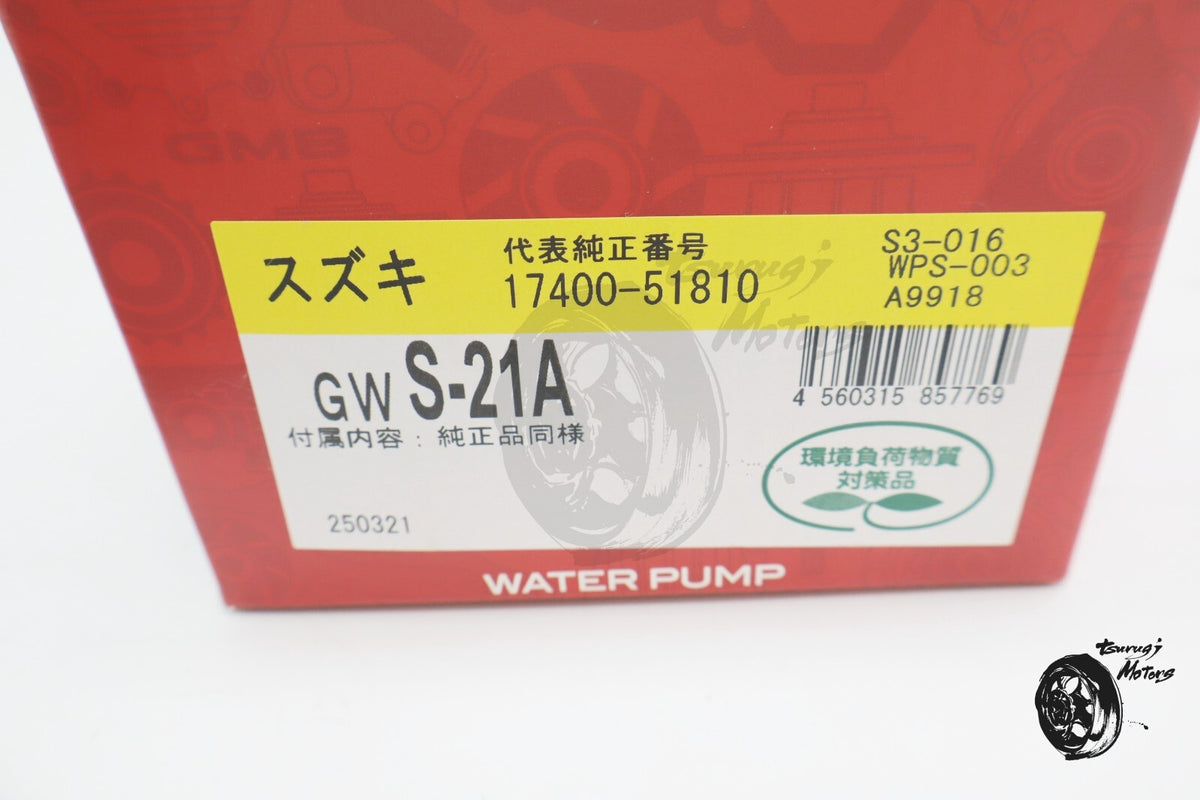 GMB
スズキ
代表純正番号
17400-51810
S3-016
WPS-003
A9918
GW S-21A
付属内容：純正品同様
4 560315 857769
環境負荷物質
対策品
250321
WATER PUMP
tsurugi
Motors
tsurugi
Motors